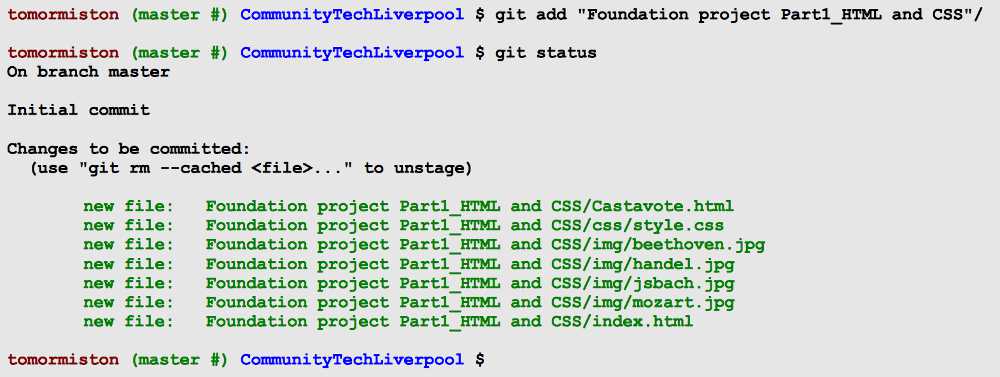 tomormiston (master #) CommunityTechLiverpool $ git add "Foundation project Part1_HTML and CSS"/
tomormiston (master #) CommunityTechLiverpool $ git status
On branch master
Initial commit
Changes to be committed:
  (use "git rm --cached <file>..." to unstage)
new file:   Foundation project Part1_HTML and CSS/Castavote.html
new file:   Foundation project Part1_HTML and CSS/css/style.css
new file:   Foundation project Part1_HTML and CSS/img/beethoven.jpg
new file:   Foundation project Part1_HTML and CSS/img/handel.jpg
new file:   Foundation project Part1_HTML and CSS/img/jsbach.jpg
new file:   Foundation project Part1_HTML and CSS/img/mozart.jpg
new file:   Foundation project Part1_HTML and CSS/index.html
tomormiston (master #) CommunityTechLiverpool $